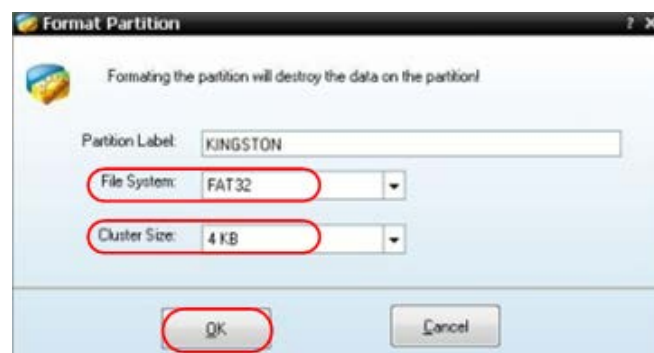 Format Partition ? X
Formating the partition will destroy the data on the partition!
Partition Label: KINGSTON
File System: FAT32
Cluster Size: 4 KB
OK Cancel